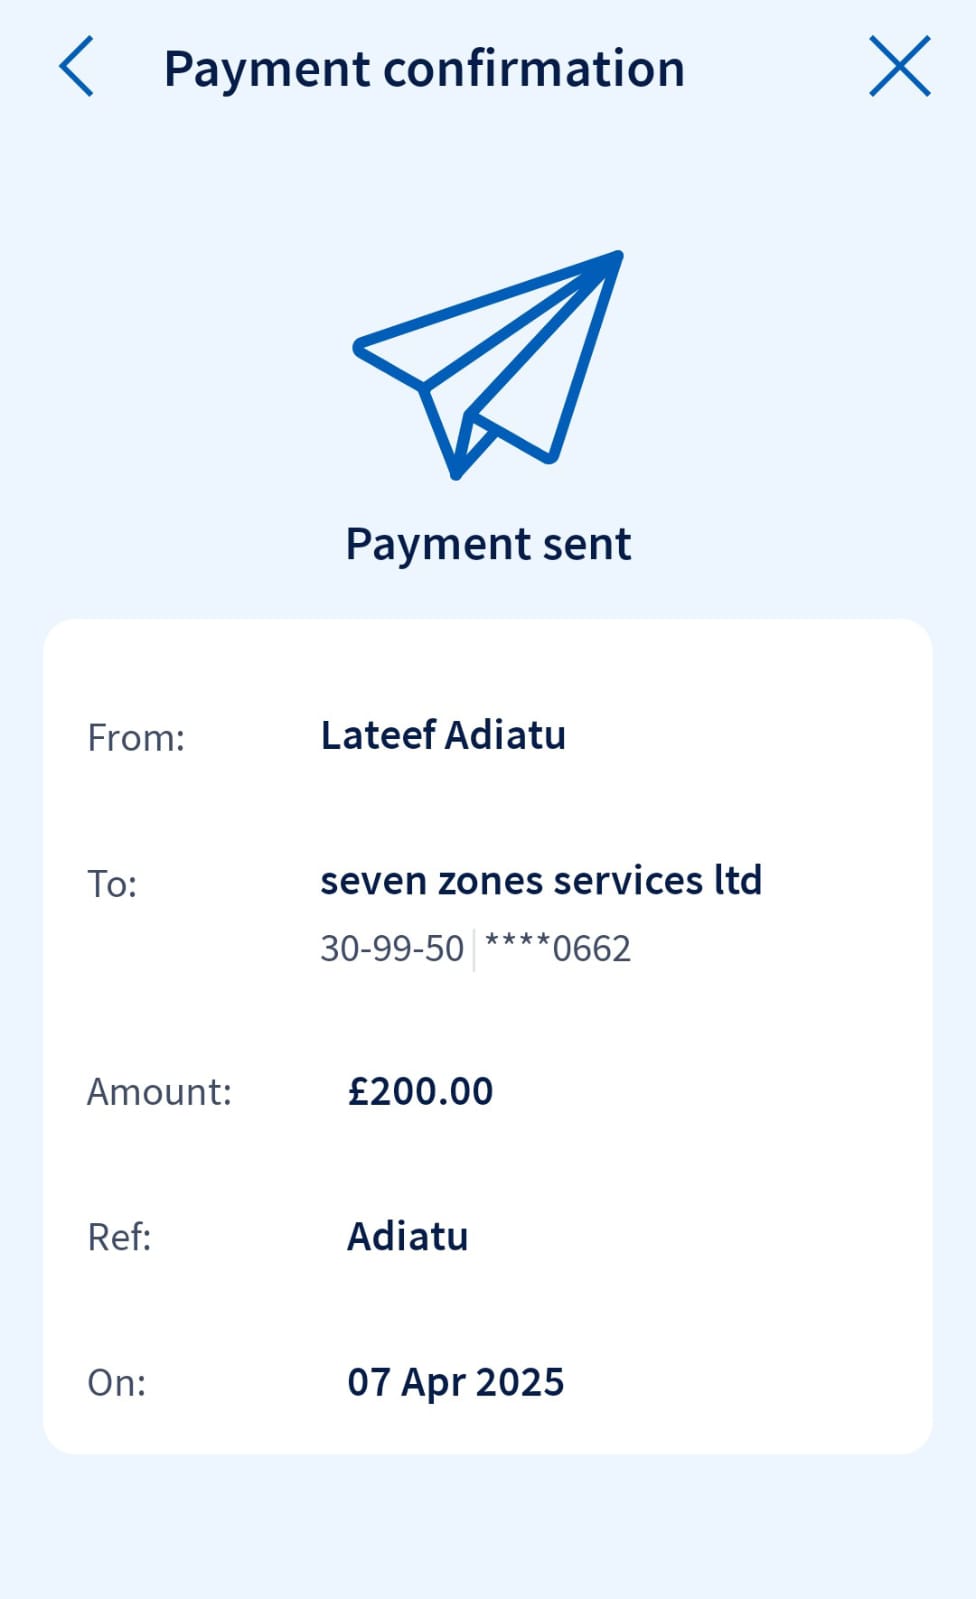 Payment confirmation
Payment sent
From: Lateef Adiatu
To: seven zones services ltd
30-99-50 | ****0662
Amount: £200.00
Ref: Adiatu
On: 07 Apr 2025